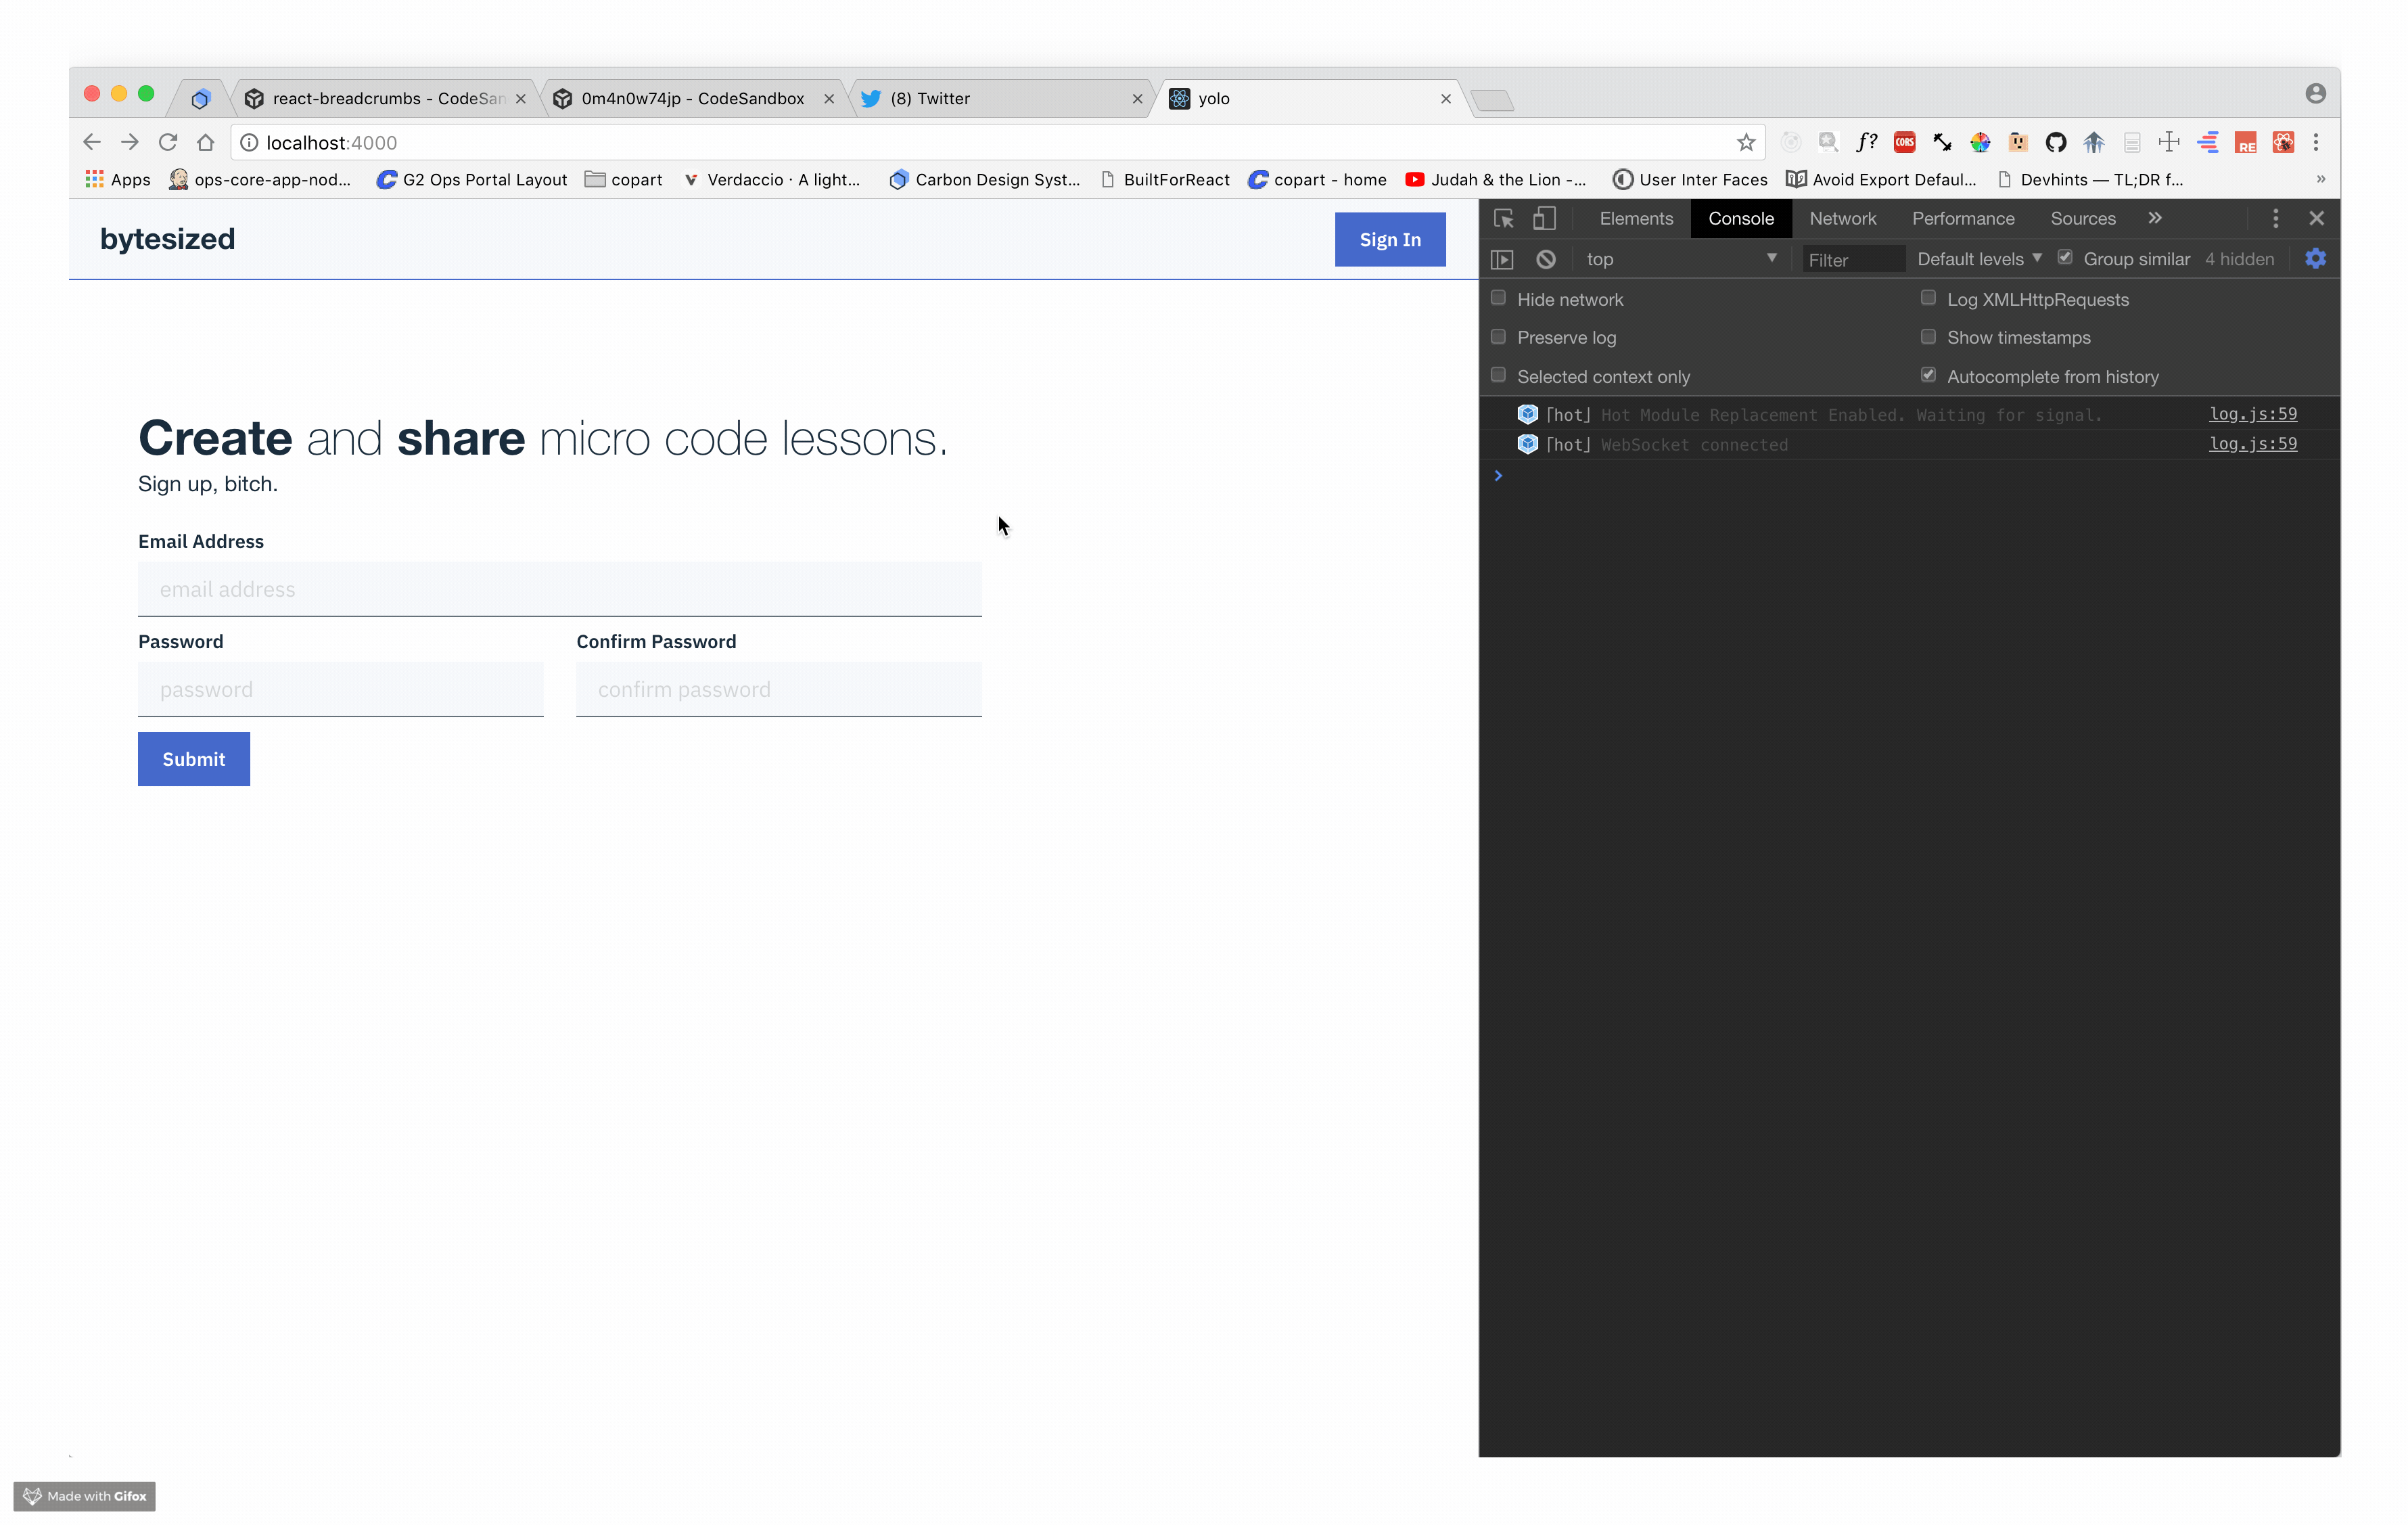 react-breadcrumbs - CodeSan
0m4n0w74jp - CodeSandbox
(8) Twitter
yolo
localhost:4000
f?
CORS
RE
Apps
ops-core-app-nod...
G2 Ops Portal Layout
copart
Verdaccio · A light...
Carbon Design Syst...
BuiltForReact
copart - home
Judah & the Lion -...
User Inter Faces
Avoid Export Defaul...
Devhints — TL;DR f...
»
bytesized
Sign In
Create and share micro code lessons.
Sign up, bitch.
Email Address
email address
Password
Confirm Password
password
confirm password
Submit
Elements
Console
Network
Performance
Sources
»
top
Filter
Default levels
Group similar
4 hidden
Hide network
Log XMLHttpRequests
Preserve log
Show timestamps
Selected context only
Autocomplete from history
｢hot｣ Hot Module Replacement Enabled. Waiting for signal. log.js:59
｢hot｣ WebSocket connected log.js:59
Made with Gifox